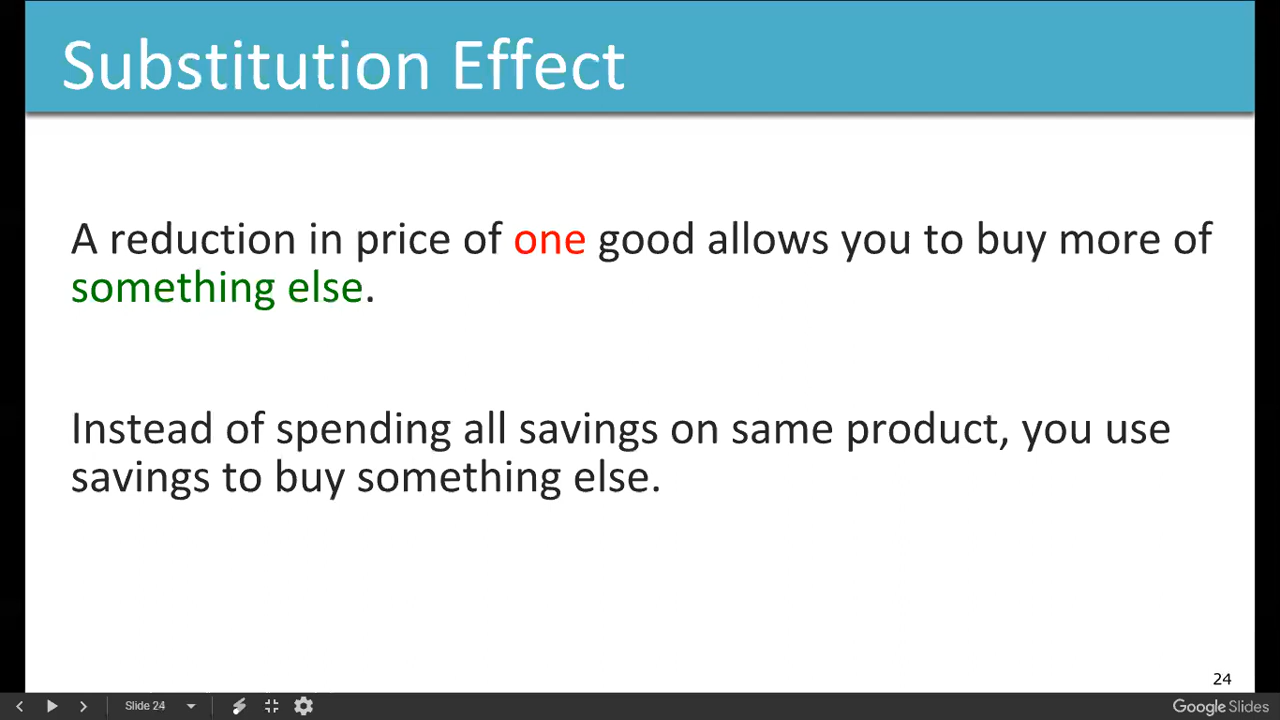 Substitution Effect
A reduction in price of one good allows you to buy more of
something else.
Instead of spending all savings on same product, you use
savings to buy something else.
24
Slide 24
Google Slides